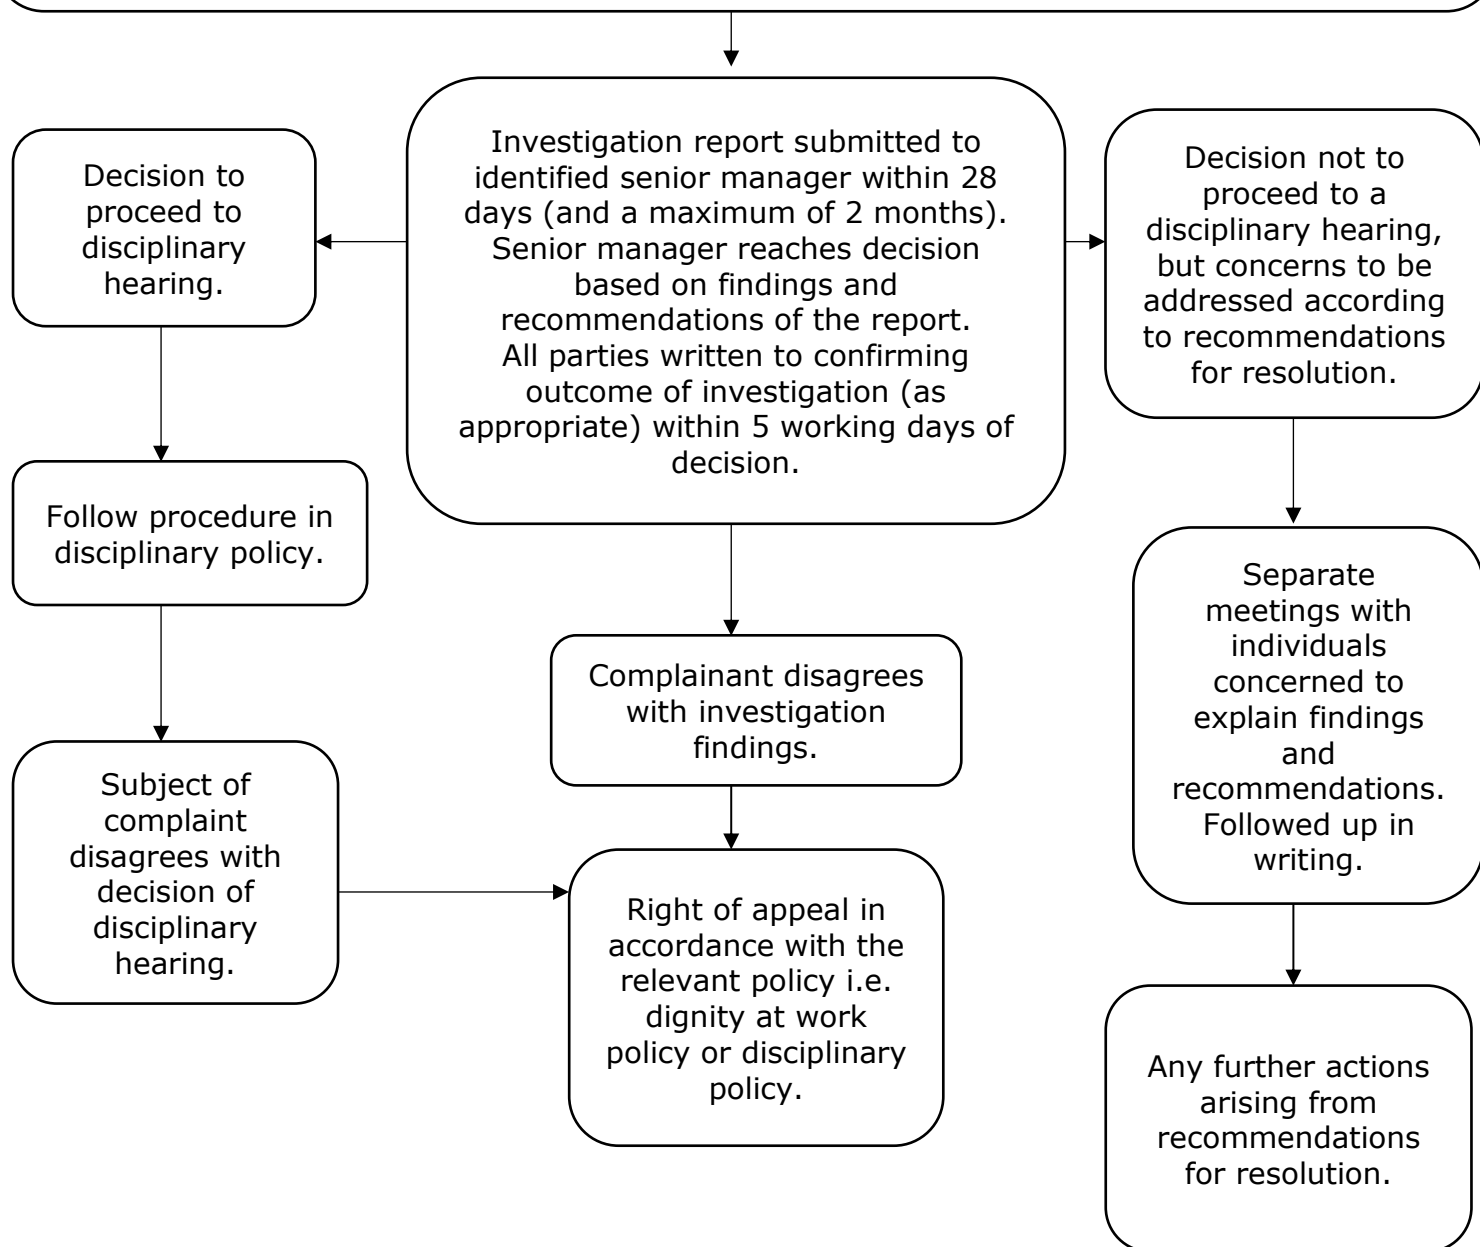 Investigation report submitted to
identified senior manager within 28
days (and a maximum of 2 months).
Senior manager reaches decision
based on findings and
recommendations of the report.
All parties written to confirming
outcome of investigation (as
appropriate) within 5 working days of
decision.
Decision to
proceed to
disciplinary
hearing.
Decision not to
proceed to a
disciplinary hearing,
but concerns to be
addressed according
to recommendations
for resolution.
Follow procedure in
disciplinary policy.
Complainant disagrees
with investigation
findings.
Separate
meetings with
individuals
concerned to
explain findings
and
recommendations.
Followed up in
writing.
Subject of
complaint
disagrees with
decision of
disciplinary
hearing.
Right of appeal in
accordance with the
relevant policy i.e.
dignity at work
policy or disciplinary
policy.
Any further actions
arising from
recommendations
for resolution.